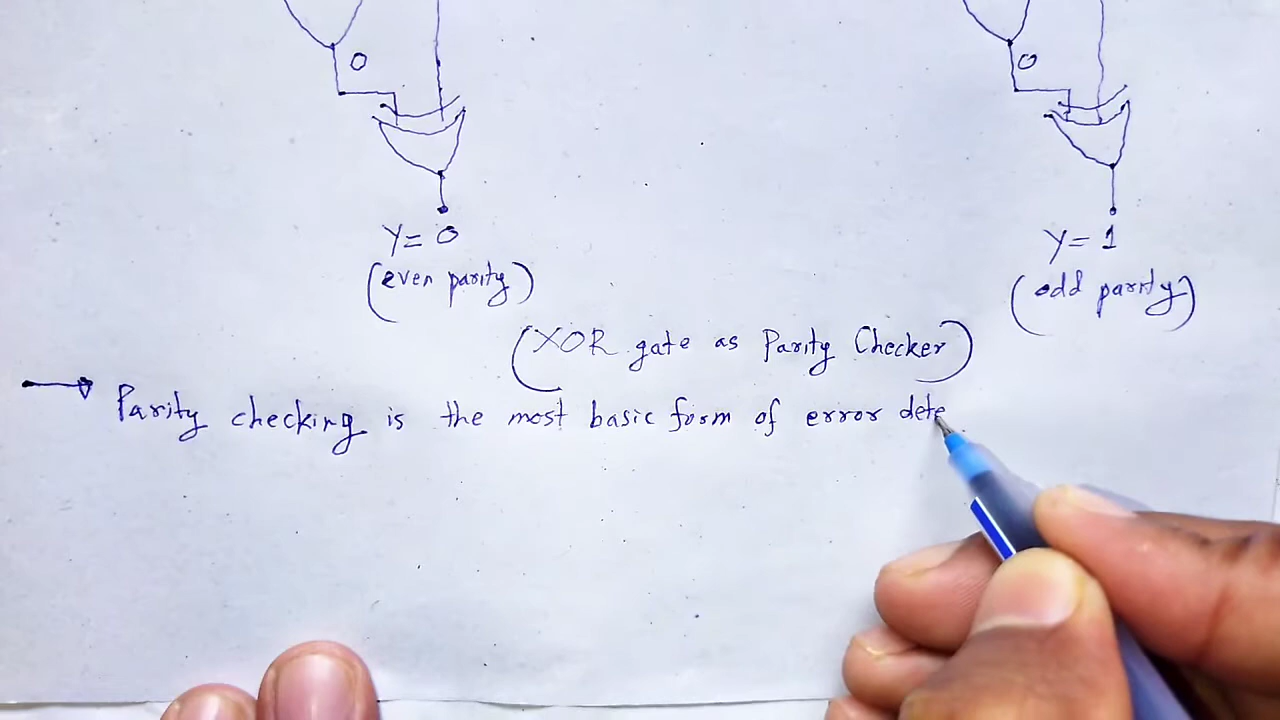 0 0
Y= 0 Y= 1
(even parity) (odd parity)
(XOR gate as Parity Checker)
Parity checking is the most basic form of error dete